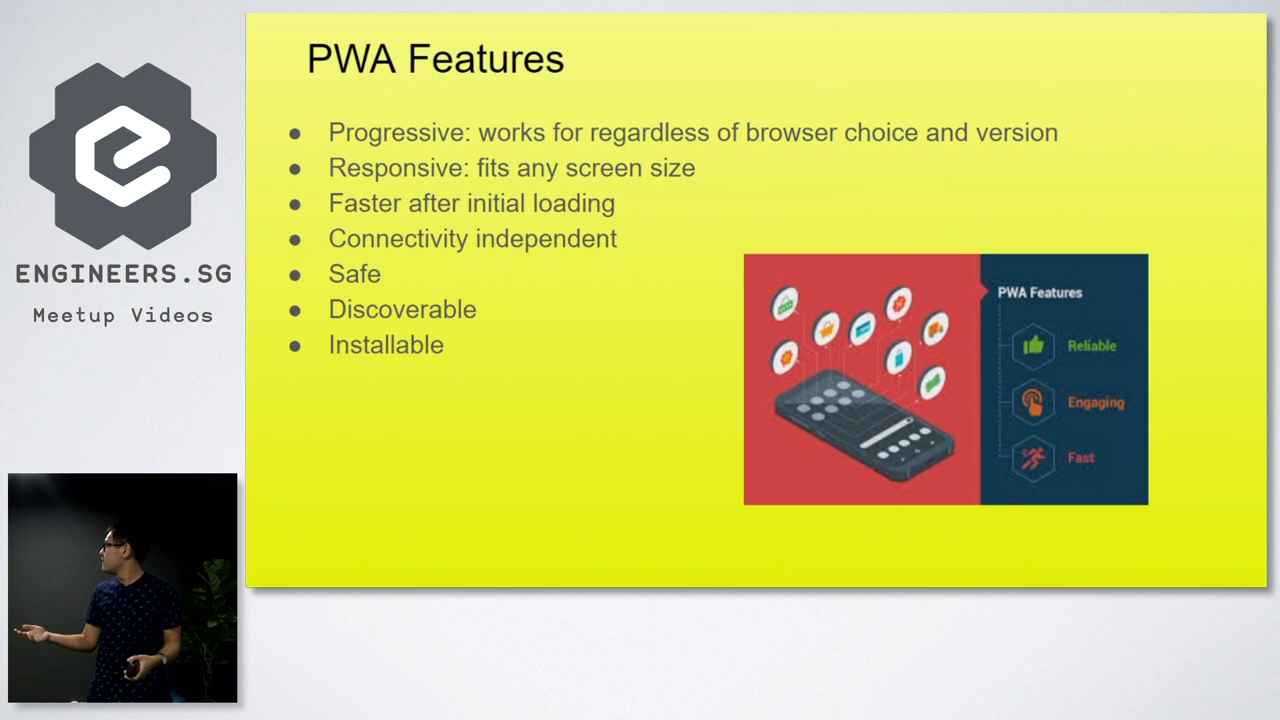 ENGINEERS.SG
Meetup Videos
PWA Features
● Progressive: works for regardless of browser choice and version
● Responsive: fits any screen size
● Faster after initial loading
● Connectivity independent
● Safe
● Discoverable
● Installable
PWA Features
Reliable
Engaging
Fast